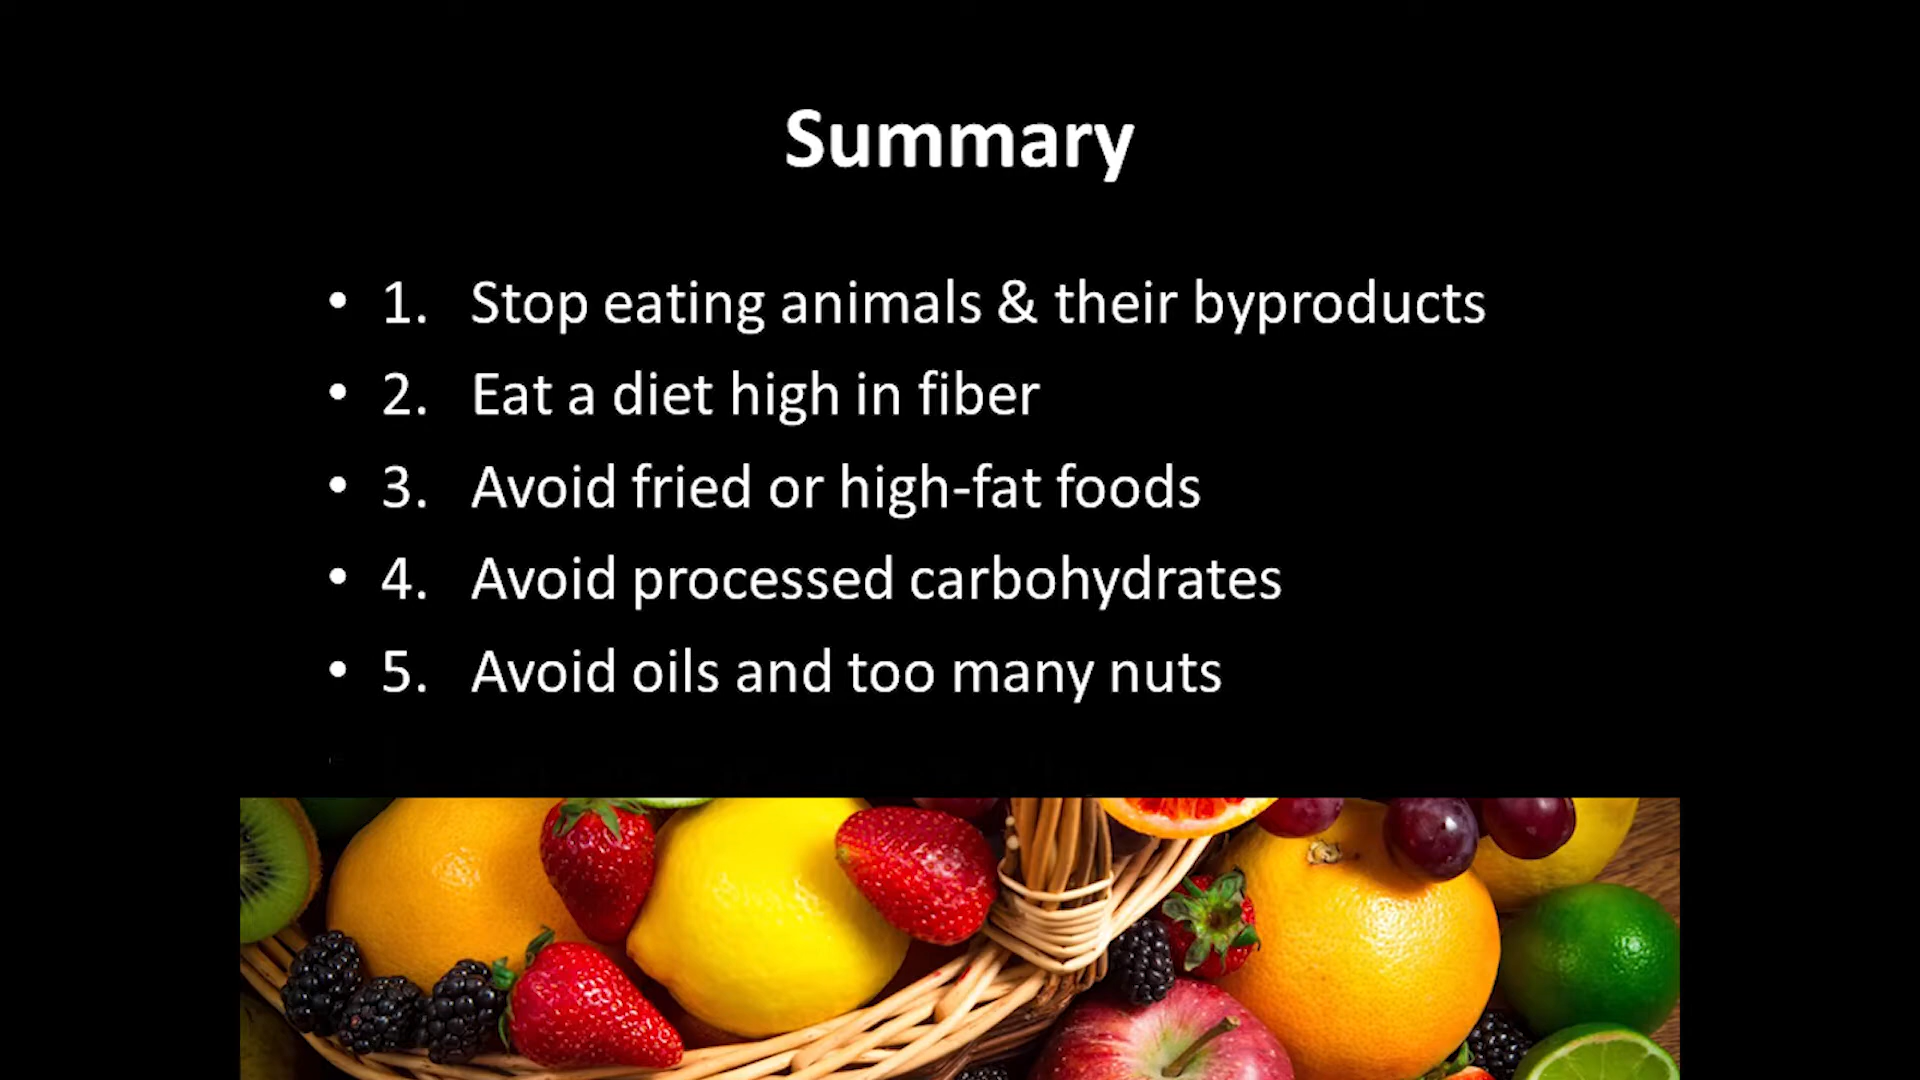 Summary
• 1. Stop eating animals & their byproducts
• 2. Eat a diet high in fiber
• 3. Avoid fried or high-fat foods
• 4. Avoid processed carbohydrates
• 5. Avoid oils and too many nuts